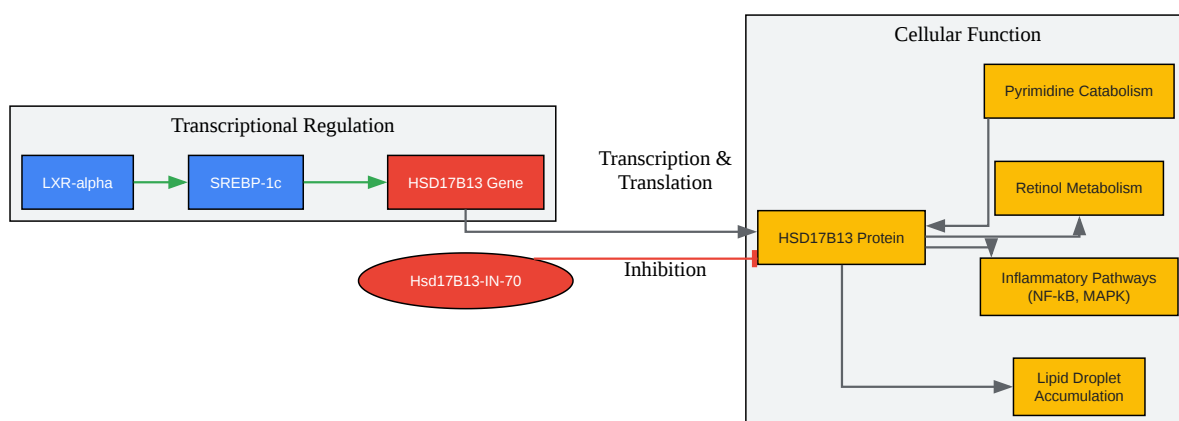 Cellular Function
Pyrimidine Catabolism
Transcriptional Regulation
LXR-alpha
SREBP-1c
HSD17B13 Gene
Transcription &
Translation
Retinol Metabolism
HSD17B13 Protein
Inhibition
Hsd17B13-IN-70
Inflammatory Pathways
(NF-kB, MAPK)
Lipid Droplet
Accumulation